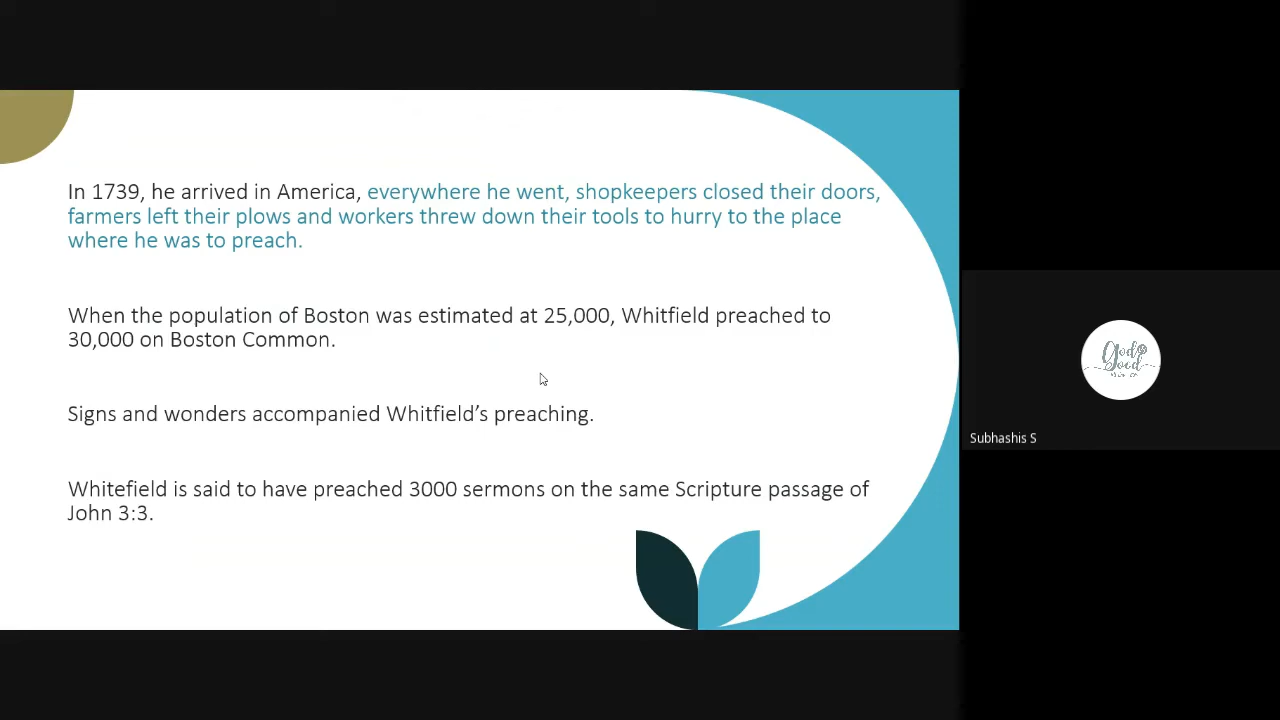 In 1739, he arrived in America, everywhere he went, shopkeepers closed their doors,
farmers left their plows and workers threw down their tools to hurry to the place
where he was to preach.
When the population of Boston was estimated at 25,000, Whitfield preached to
30,000 on Boston Common.
Signs and wonders accompanied Whitfield’s preaching.
Whitefield is said to have preached 3000 sermons on the same Scripture passage of
John 3:3.
God
Good
Subhashis S